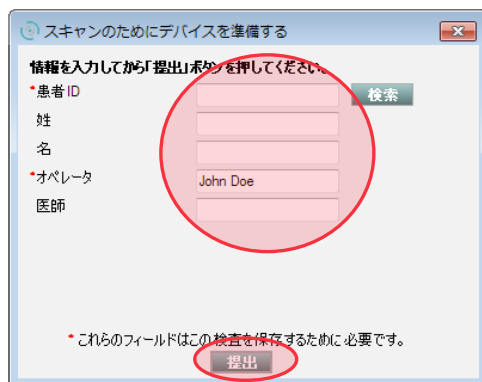 スキャンのためにデバイスを準備する
情報を入力してから「提出」ボタンを押してください。
*患者ID
検索
姓
名
*オペレータ John Doe
医師
*これらのフィールドはこの検査を保存するために必要です。
提出